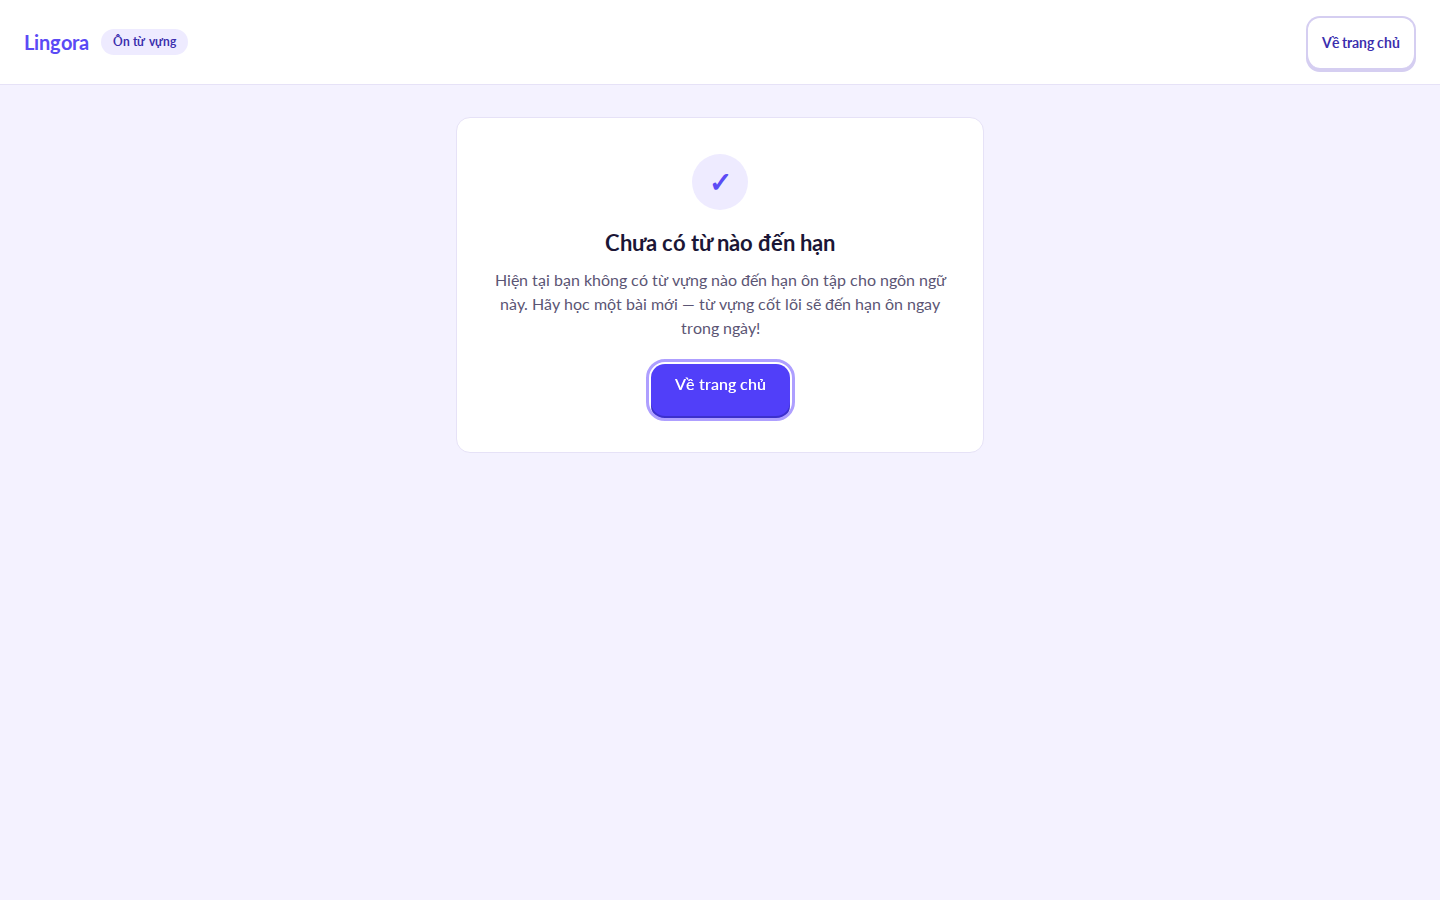 Lingora
Ôn từ vựng
Về trang chủ
✓
Chưa có từ nào đến hạn
Hiện tại bạn không có từ vựng nào đến hạn ôn tập cho ngôn ngữ
này. Hãy học một bài mới — từ vựng cốt lõi sẽ đến hạn ôn ngay
trong ngày!
Về trang chủ